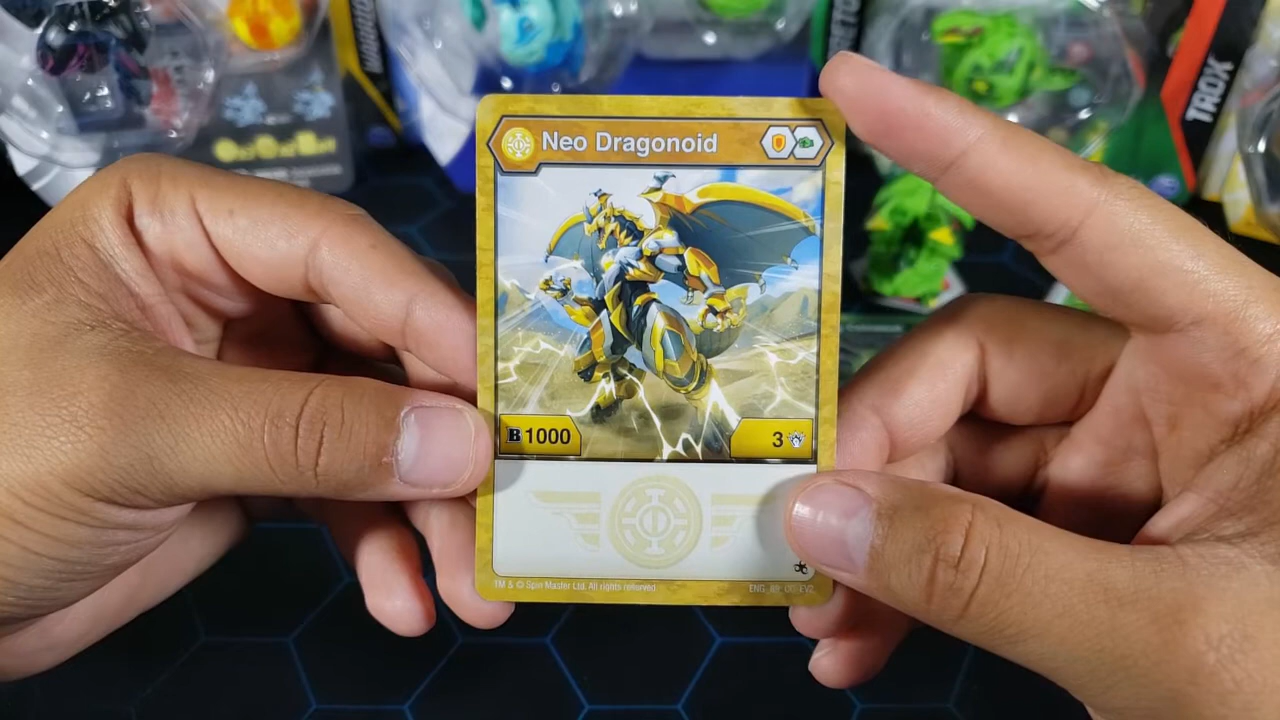 TROX
Neo Dragonoid
B 1000
3
TM & © Spin Master Ltd. All rights reserved.